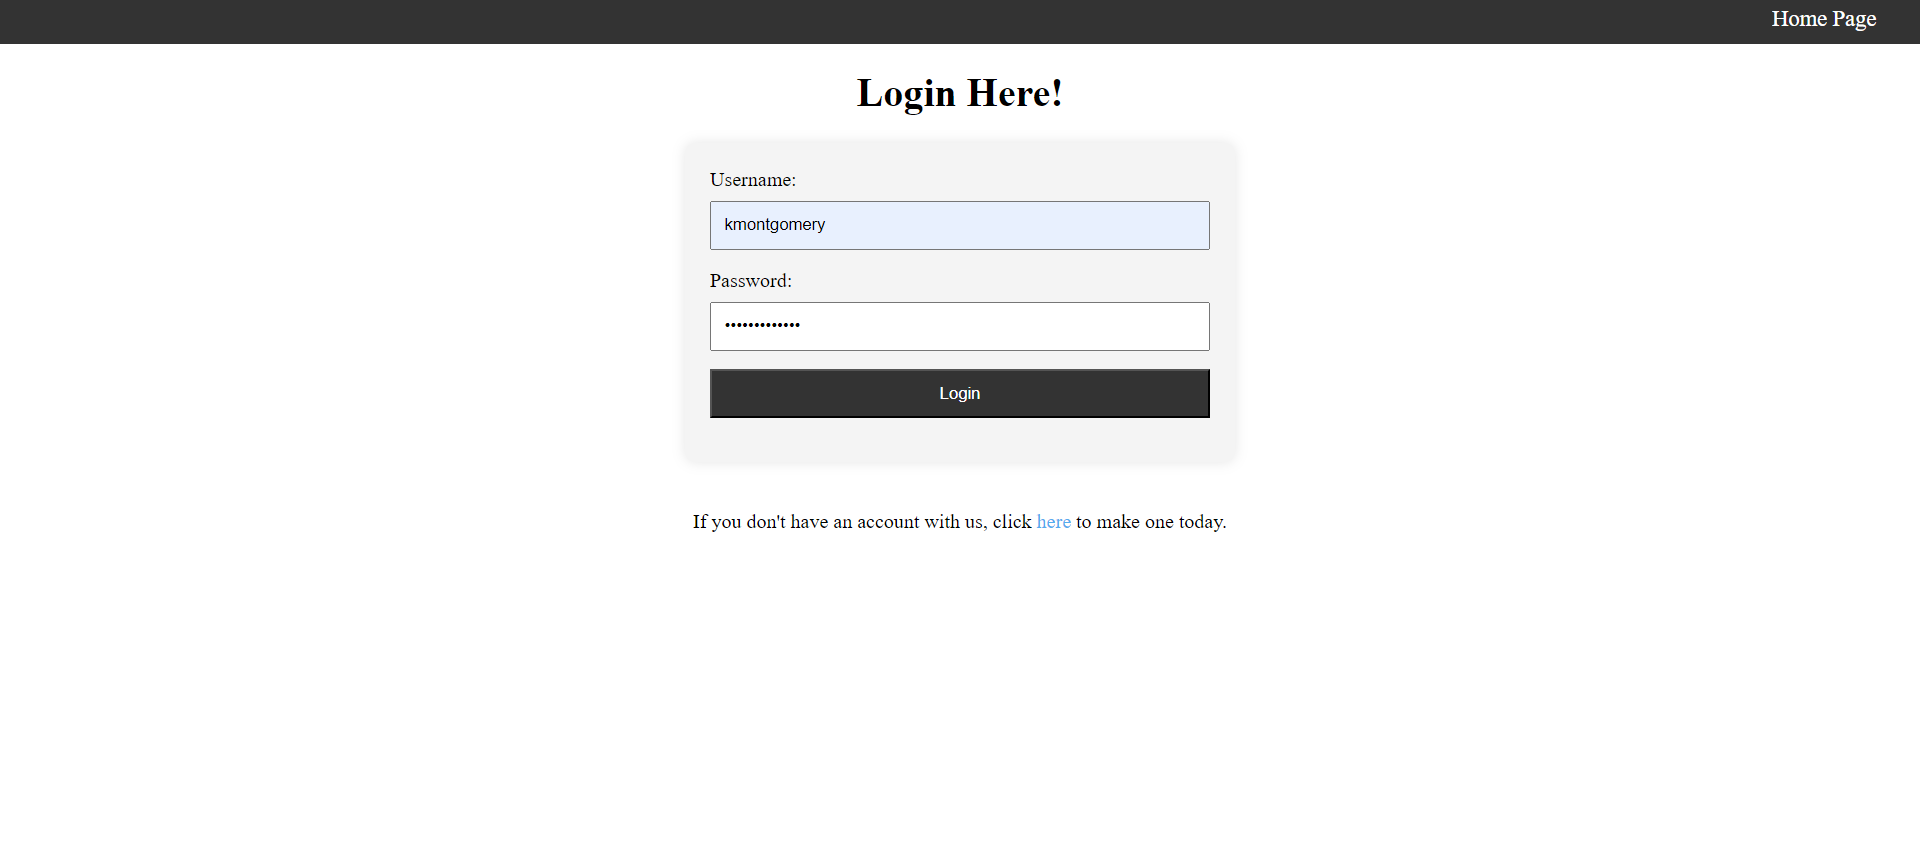 Home Page
Login Here!
Username:
kmontgomery
Password:
•••••••••••••
Login
If you don't have an account with us, click here to make one today.